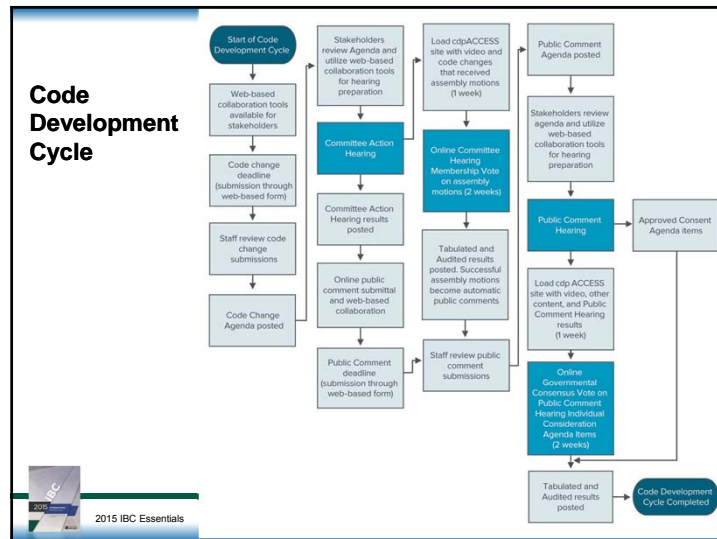 Code
Development
Cycle
Start of Code
Development Cycle
Web-based
collaboration tools
available for
stakeholders
Code change
deadline
(submission through
web-based form)
Staff review code
change
submissions
Code Change
Agenda posted
Stakeholders
review Agenda and
utilize web-based
collaboration tools
for hearing
preparation
Committee Action
Hearing
Committee Action
Hearing results
posted
Online public
comment submittal
and web-based
collaboration
Public Comment
deadline
(submission through
web-based form)
Load cdpACCESS
site with video and
code changes
that received
assembly motions
(1 week)
Online Committee
Hearing
Membership Vote
on assembly
motions (2 weeks)
Tabulated and
Audited results
posted. Successful
assembly motions
become automatic
public comments
Staff review public
comment
submissions
Public Comment
Agenda posted
Stakeholders review
agenda and utilize
web-based
collaboration tools
for hearing
preparation
Public Comment
Hearing
Approved Consent
Agenda items
Load cdp ACCESS
site with video, other
content, and Public
Comment Hearing
results
(1 week)
Online
Governmental
Consensus Vote on
Public Comment
Hearing Individual
Consideration
Agenda Items
(2 weeks)
Tabulated and
Audited results
posted
Code Development
Cycle Completed
IBC
2015
2015 IBC Essentials